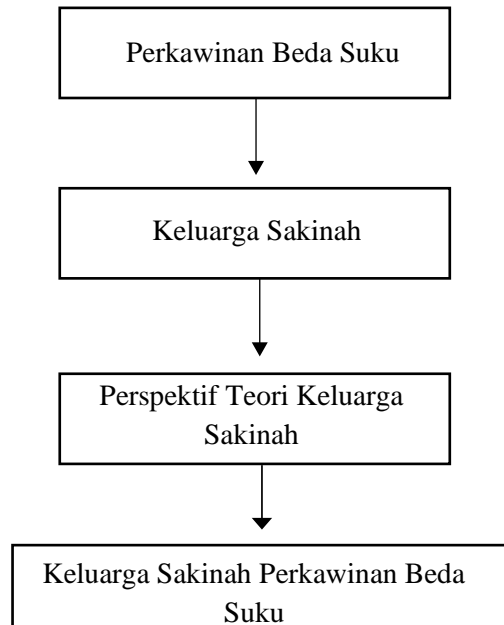 Perkawinan Beda Suku
Keluarga Sakinah
Perspektif Teori Keluarga
Sakinah
Keluarga Sakinah Perkawinan Beda
Suku